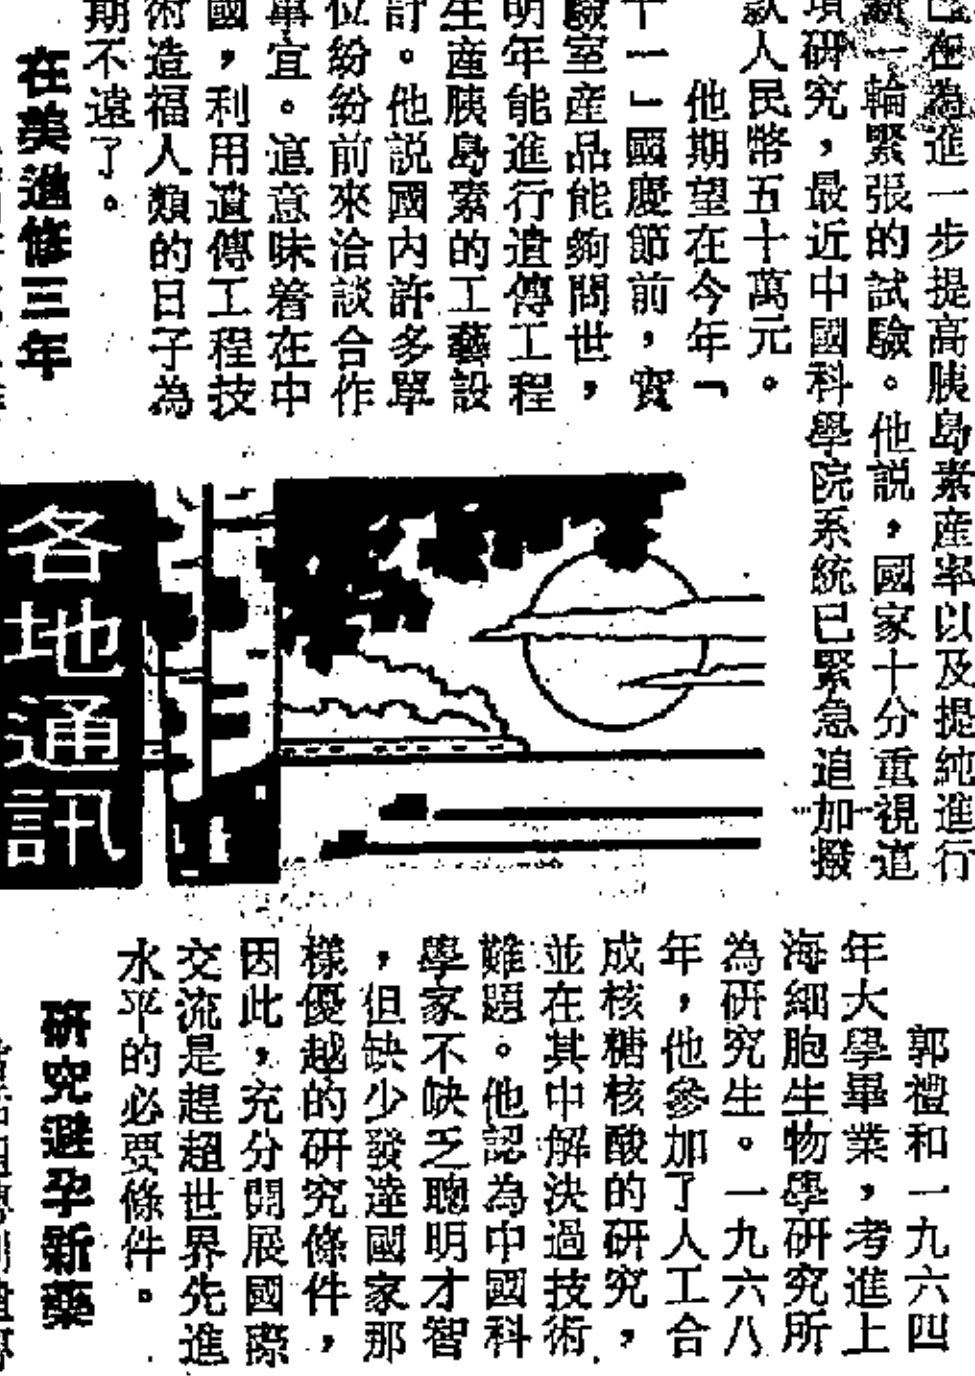 已在為進一步提高胰島素產率以及提純進行
一輪緊張的試驗。他説，國家十分重視這
項研究，最近中國科學院系統已緊急追加撥
款人民幣五十萬元。
他期望在今年「
十一」國慶節前，實
驗室產品能夠問世，
明年能進行遺傳工程
生產胰島素的工藝設
計。他説國內許多單
位紛紛前來洽談合作
事宜。這意味着在中
國，利用遺傳工程技
術造福人類的日子為
期不遠了。
在美進修三年
各地通訊
郭禮和一九六四
年大學畢業，考進上
海細胞生物學研究所
為研究生。一九六八
年，他參加了人工合
成核糖核酸的研究，
並在其中解決過技術
難題。他認為中國科
學家不缺乏聰明才智
，但缺少發達國家那
樣優越的研究條件，
因此，充分開展國際
交流是趕超世界先進
水平的必要條件。
研究避孕新藥